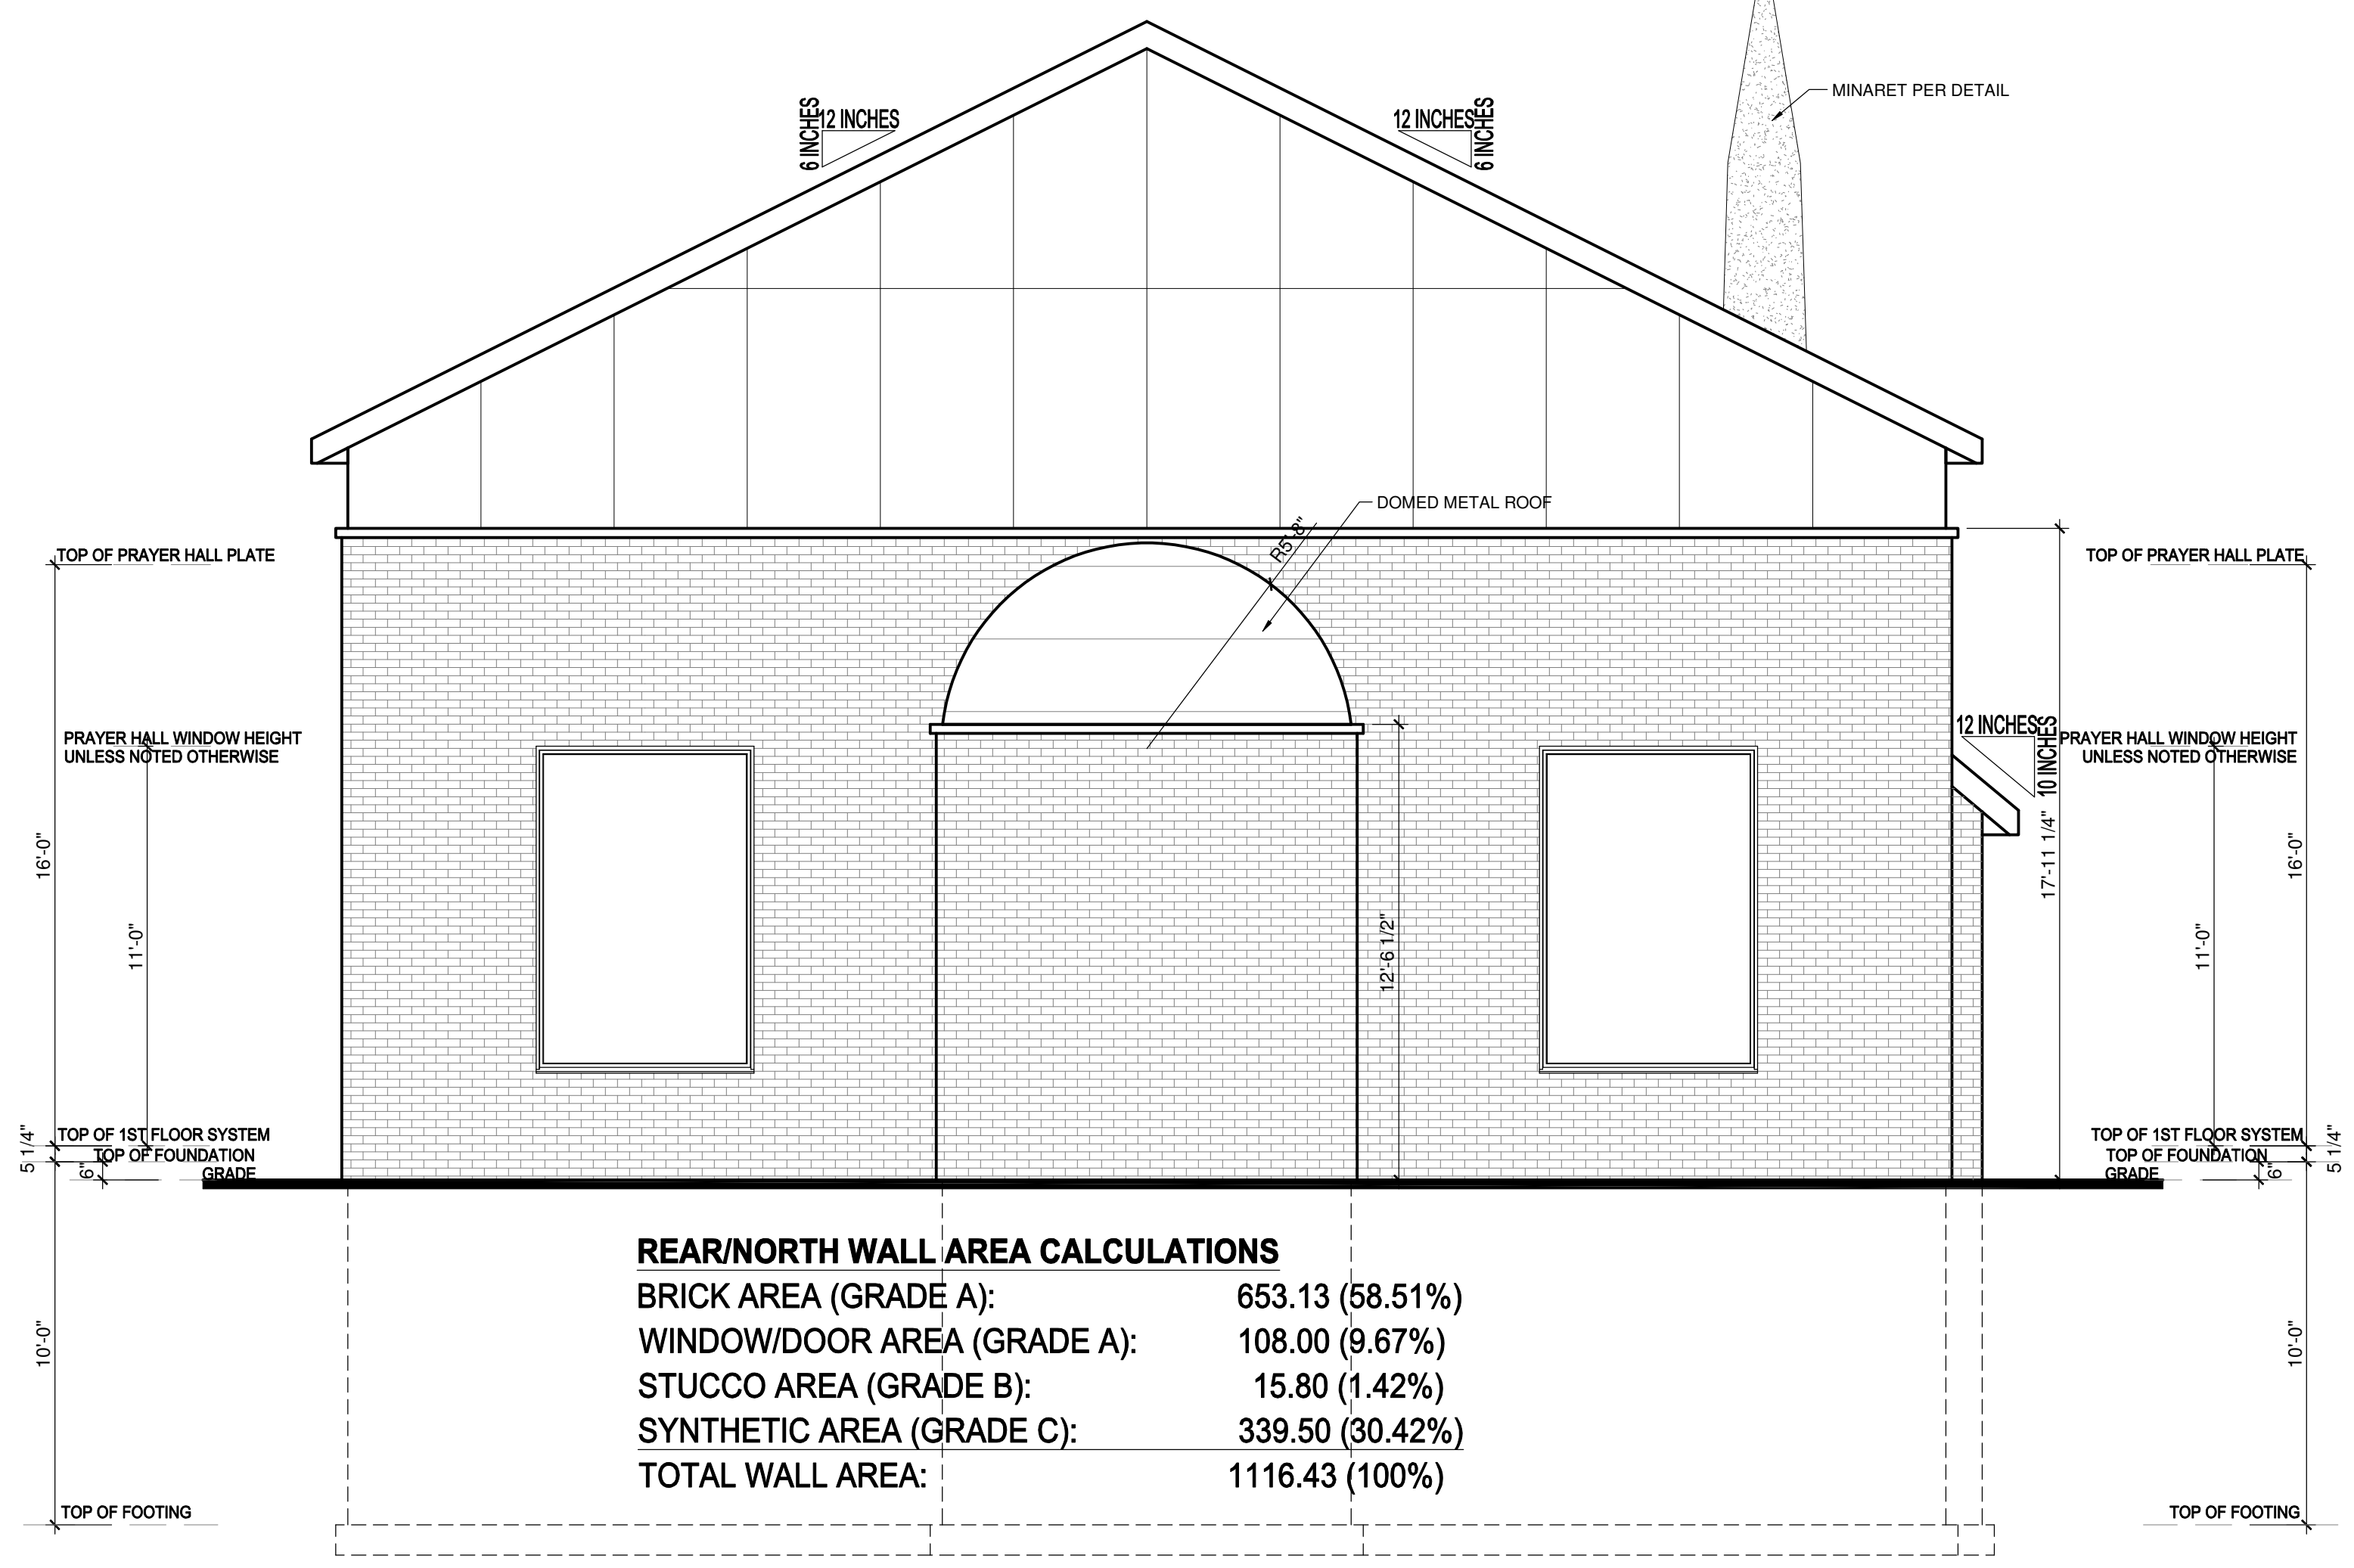 MINARET PER DETAIL
12 INCHES
6 INCHES
12 INCHES
6 INCHES
DOMED METAL ROOF
R5'-8"
TOP OF PRAYER HALL PLATE
TOP OF PRAYER HALL PLATE
PRAYER HALL WINDOW HEIGHT
UNLESS NOTED OTHERWISE
12 INCHES
10 INCHES
PRAYER HALL WINDOW HEIGHT
UNLESS NOTED OTHERWISE
16'-0"
11'-0"
12'-6 1/2"
17'-11 1/4"
11'-0"
16'-0"
TOP OF 1ST FLOOR SYSTEM
TOP OF FOUNDATION
GRADE
5 1/4"
6"
TOP OF 1ST FLOOR SYSTEM
TOP OF FOUNDATION
GRADE
6"
5 1/4"
REAR/NORTH WALL AREA CALCULATIONS
BRICK AREA (GRADE A): 653.13 (58.51%)
WINDOW/DOOR AREA (GRADE A): 108.00 (9.67%)
STUCCO AREA (GRADE B): 15.80 (1.42%)
SYNTHETIC AREA (GRADE C): 339.50 (30.42%)
TOTAL WALL AREA: 1116.43 (100%)
10'-0"
10'-0"
TOP OF FOOTING
TOP OF FOOTING